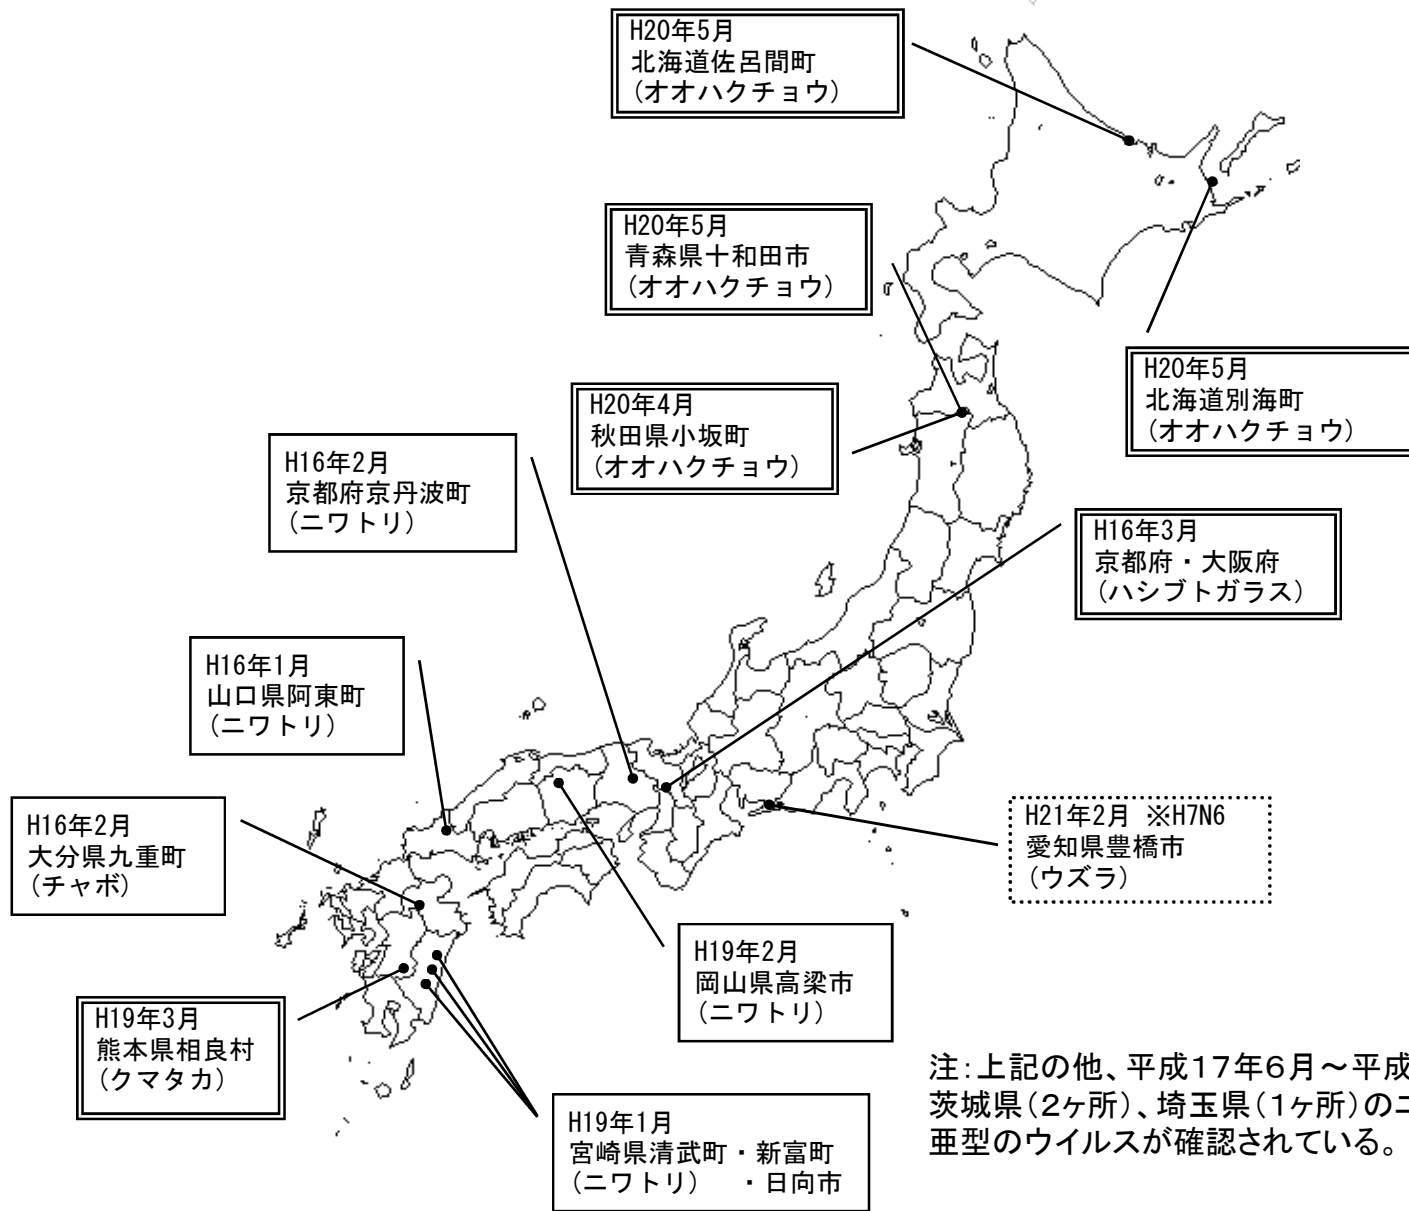 H20年5月
北海道佐呂間町
(オオハクチョウ)
H20年5月
青森県十和田市
(オオハクチョウ)
H20年5月
北海道別海町
(オオハクチョウ)
H20年4月
秋田県小坂町
(オオハクチョウ)
H16年2月
京都府京丹波町
(ニワトリ)
H16年3月
京都府・大阪府
(ハシブトガラス)
H16年1月
山口県阿東町
(ニワトリ)
H16年2月
大分県九重町
(チャボ)
H21年2月 ※H7N6
愛知県豊橋市
(ウズラ)
H19年2月
岡山県高梁市
(ニワトリ)
H19年3月
熊本県相良村
(クマタカ)
H19年1月
宮崎県清武町・新富町
(ニワトリ) ・日向市
注:上記の他、平成17年6月～平成
茨城県(2ヶ所)、埼玉県(1ヶ所)の
亜型のウイルスが確認されている。